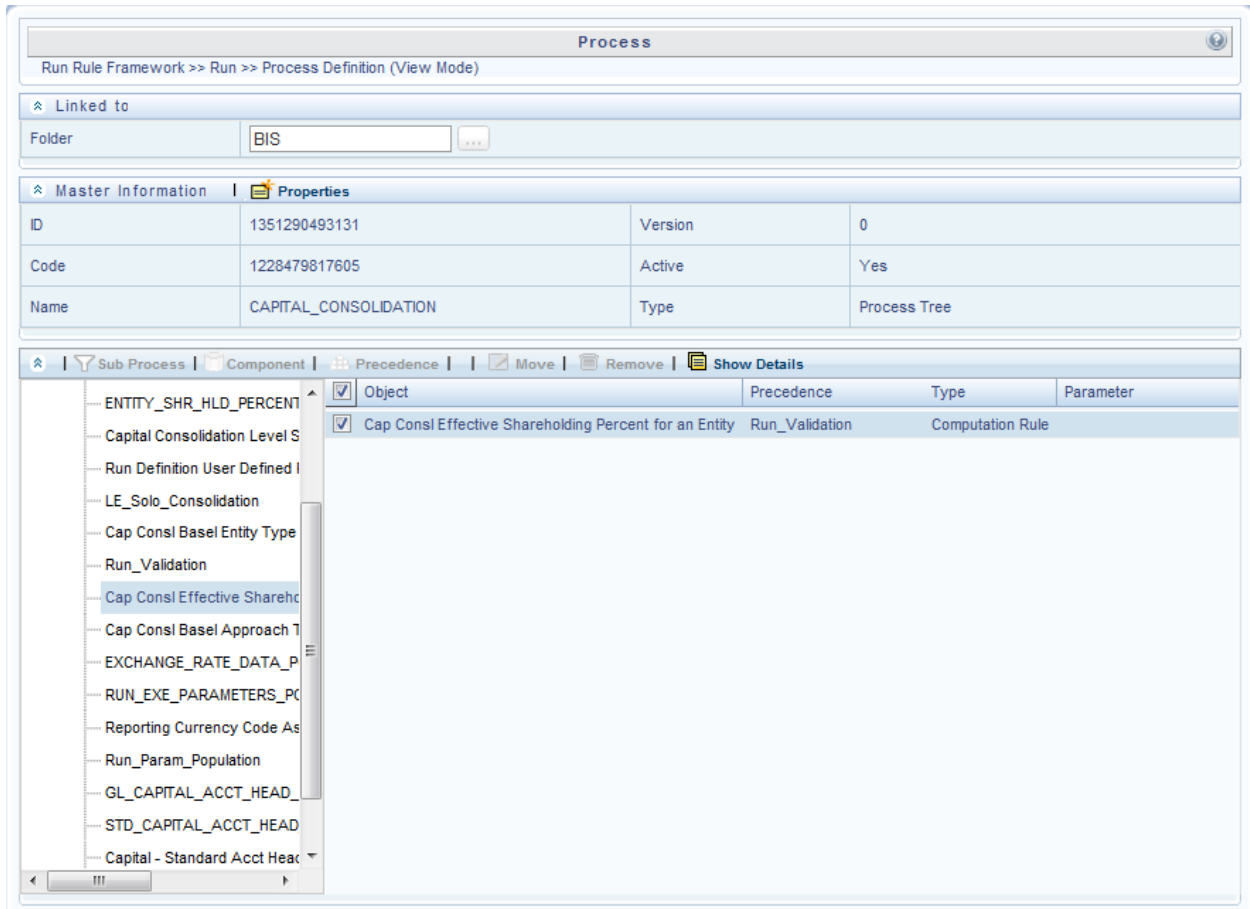 Process
Run Rule Framework >> Run >> Process Definition (View Mode)
Linked to
Folder BIS ...
Master Information | Properties
ID 1351290493131 Version 0
Code 1228479817605 Active Yes
Name CAPITAL_CONSOLIDATION Type Process Tree
| Sub Process | Component | Precedence | | Move | Remove | Show Details
Object Precedence Type Parameter
Cap Consl Effective Shareholding Percent for an Entity Run_Validation Computation Rule
ENTITY_SHR_HLD_PERCENT
Capital Consolidation Level S
Run Definition User Defined
LE_Solo_Consolidation
Cap Consl Basel Entity Type
Run_Validation
Cap Consl Effective Shareho
Cap Consl Basel Approach T
EXCHANGE_RATE_DATA_P
RUN_EXE_PARAMETERS_PO
Reporting Currency Code As
Run_Param_Population
GL_CAPITAL_ACCT_HEAD_
STD_CAPITAL_ACCT_HEAD
Capital - Standard Acct Head